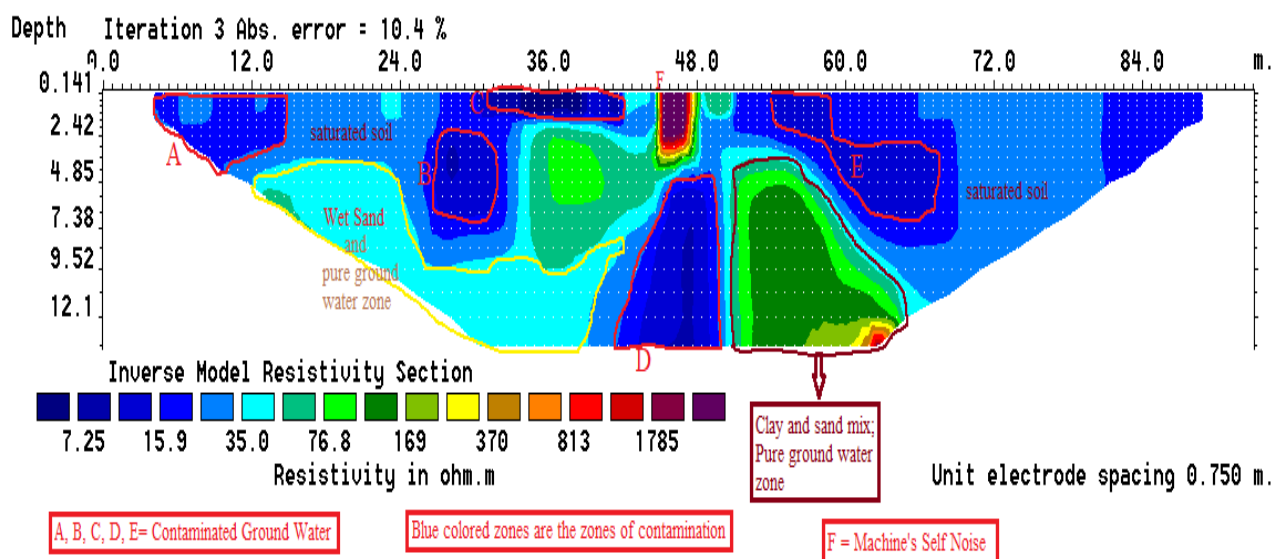 Depth Iteration 3 Abs. error = 10.4 %
0.0 12.0 24.0 36.0 48.0 60.0 72.0 84.0 m.
0.141
2.42
4.85
7.38
9.52
12.1
A
saturated soil
B
C
F
E
saturated soil
Wet Sand
and
pure ground
water zone
D
Inverse Model Resistivity Section
7.25 15.9 35.0 76.8 169 370 813 1785
Resistivity in ohm.m
Clay and sand mix;
Pure ground water
zone
Unit electrode spacing 0.750 m.
A, B, C, D, E= Contaminated Ground Water
Blue colored zones are the zones of contamination
F = Machine's Self Noise